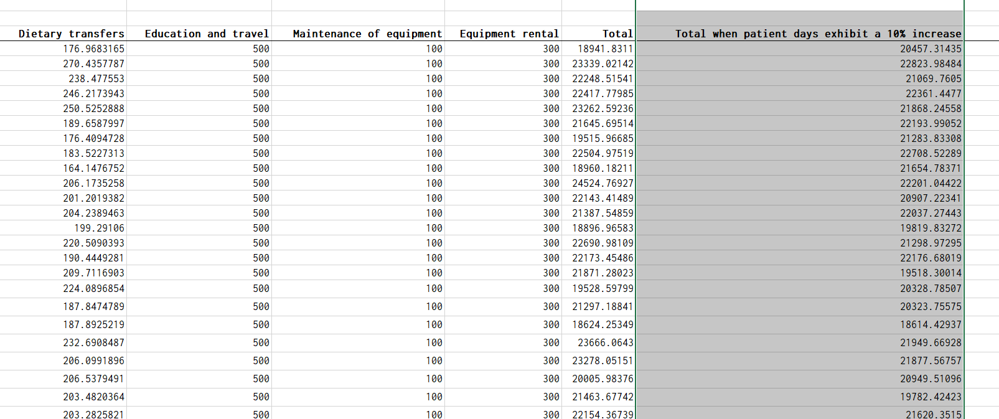 Dietary transfers Education and travel Maintenance of equipment Equipment rental Total Total when patient days exhibit a 10% increase
176.9683165 500 100 300 18941.8311 20457.31435
270.4357787 500 100 300 23339.02142 22823.98484
238.477553 500 100 300 22248.51541 21069.7605
246.2173943 500 100 300 22417.77985 22361.4477
250.5252888 500 100 300 23262.59236 21868.24558
189.6587997 500 100 300 21645.69514 22193.99052
176.4094728 500 100 300 19515.96685 21283.83308
183.5227313 500 100 300 22504.97519 22708.52289
164.1476752 500 100 300 18960.18211 21654.78371
206.1735258 500 100 300 24524.76927 22201.04422
201.2019382 500 100 300 22143.41489 20907.22341
204.2389463 500 100 300 21387.54859 22037.27443
199.29106 500 100 300 18896.96583 19819.83272
220.5090393 500 100 300 22690.98109 21298.97295
190.4449281 500 100 300 22173.45486 22176.68019
209.7116903 500 100 300 21871.28023 19518.30014
224.0896854 500 100 300 19528.59799 20328.78507
187.8474789 500 100 300 21297.18841 20323.75575
187.8925219 500 100 300 18624.25349 18614.42937
232.6908487 500 100 300 23666.0643 21949.66928
206.0991896 500 100 300 23278.05151 21877.56757
206.5379491 500 100 300 20005.98376 20949.51096
203.4820364 500 100 300 21463.67742 19782.42423
203.2825821 500 100 300 22154.36739 21620.3515